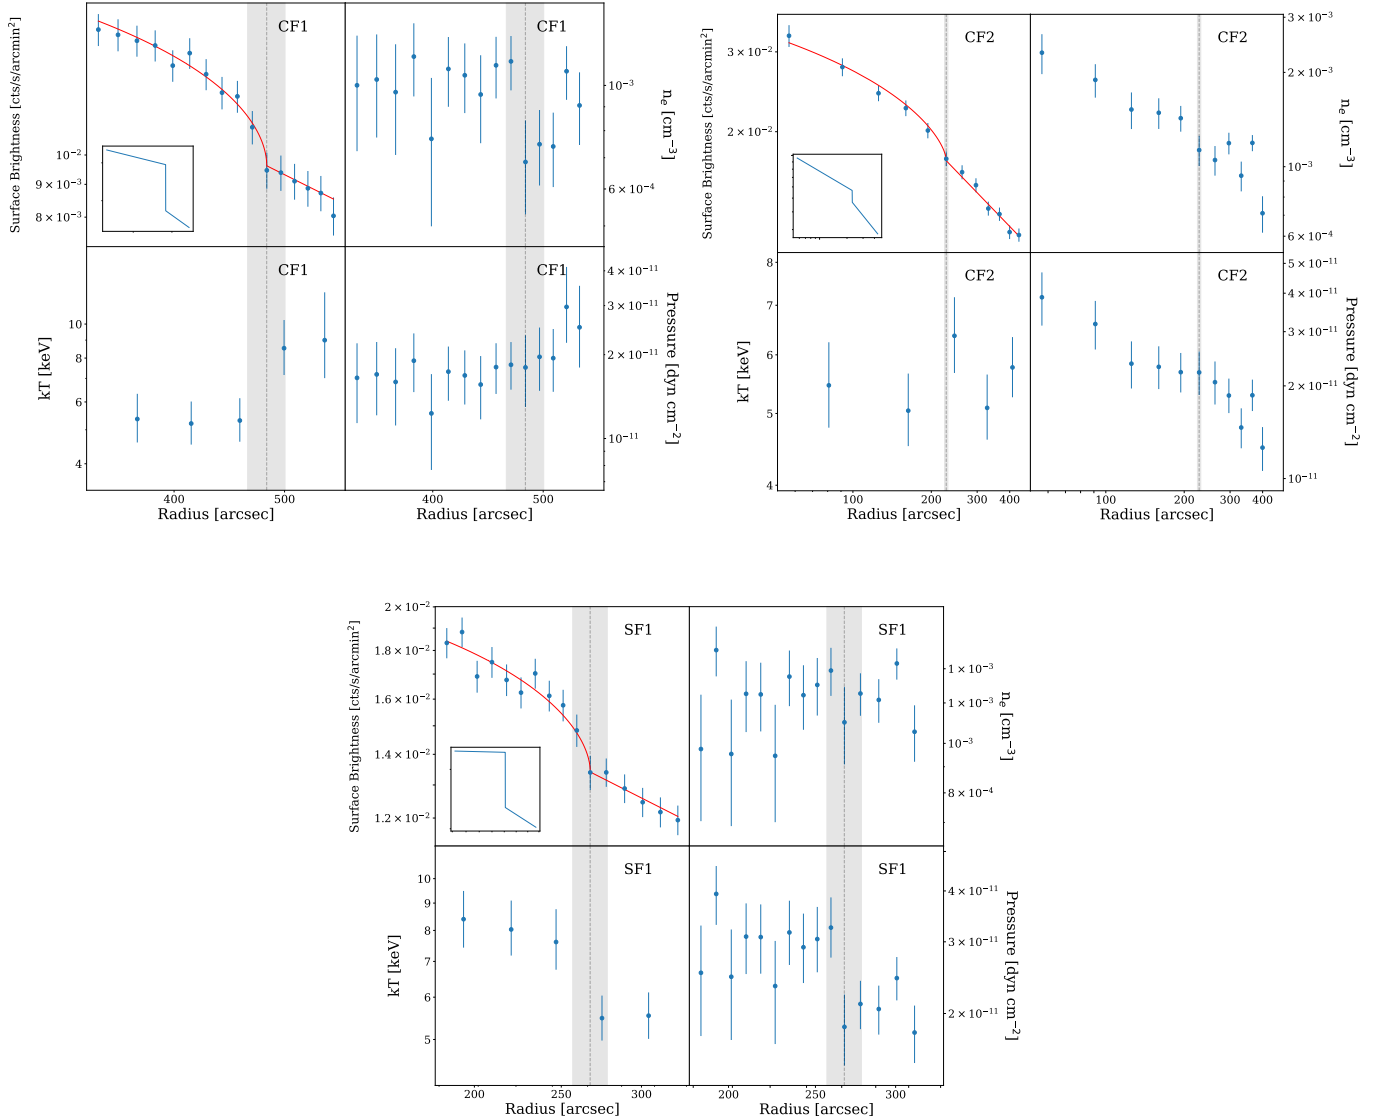 Surface Brightness [cts/s/arcmin²]
10⁻²
9 × 10⁻³
8 × 10⁻³
CF1
CF1
10⁻³
6 × 10⁻⁴
nₑ [cm⁻³]
kT [keV]
10
8
6
4
CF1
CF1
4 × 10⁻¹¹
3 × 10⁻¹¹
2 × 10⁻¹¹
10⁻¹¹
Pressure [dyn cm⁻²]
400
500
400
500
Radius [arcsec]
Radius [arcsec]
Surface Brightness [cts/s/arcmin²]
3 × 10⁻²
2 × 10⁻²
CF2
CF2
3 × 10⁻³
2 × 10⁻³
10⁻³
6 × 10⁻⁴
nₑ [cm⁻³]
kT [keV]
8
7
6
5
4
CF2
CF2
5 × 10⁻¹¹
4 × 10⁻¹¹
3 × 10⁻¹¹
2 × 10⁻¹¹
10⁻¹¹
Pressure [dyn cm⁻²]
100
200
300
400
100
200
300
400
Radius [arcsec]
Radius [arcsec]
Surface Brightness [cts/s/arcmin²]
2 × 10⁻²
1.8 × 10⁻²
1.6 × 10⁻²
1.4 × 10⁻²
1.2 × 10⁻²
SF1
SF1
1 × 10⁻³
1 × 10⁻³
10⁻³
8 × 10⁻⁴
nₑ [cm⁻³]
kT [keV]
10
9
8
7
6
5
SF1
SF1
4 × 10⁻¹¹
3 × 10⁻¹¹
2 × 10⁻¹¹
Pressure [dyn cm⁻²]
200
250
300
200
250
300
Radius [arcsec]
Radius [arcsec]